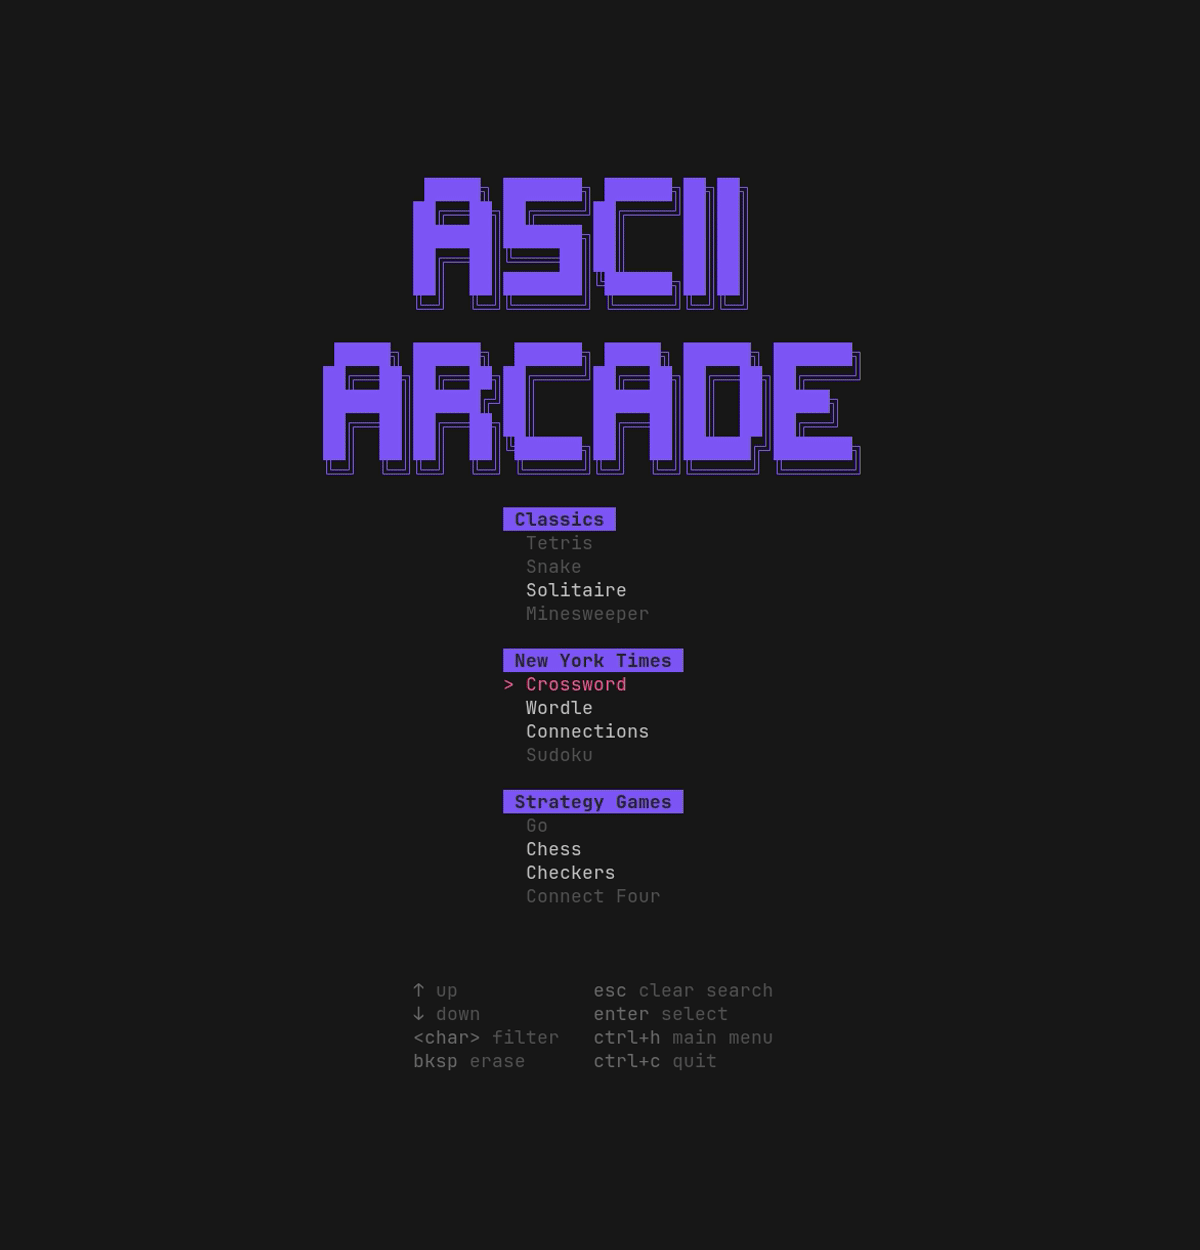 ASCII
ARCADE
Classics
Tetris
Snake
Solitaire
Minesweeper
New York Times
> Crossword
Wordle
Connections
Sudoku
Strategy Games
Go
Chess
Checkers
Connect Four
↑ up esc clear search
↓ down enter select
<char> filter ctrl+h main menu
bksp erase ctrl+c quit